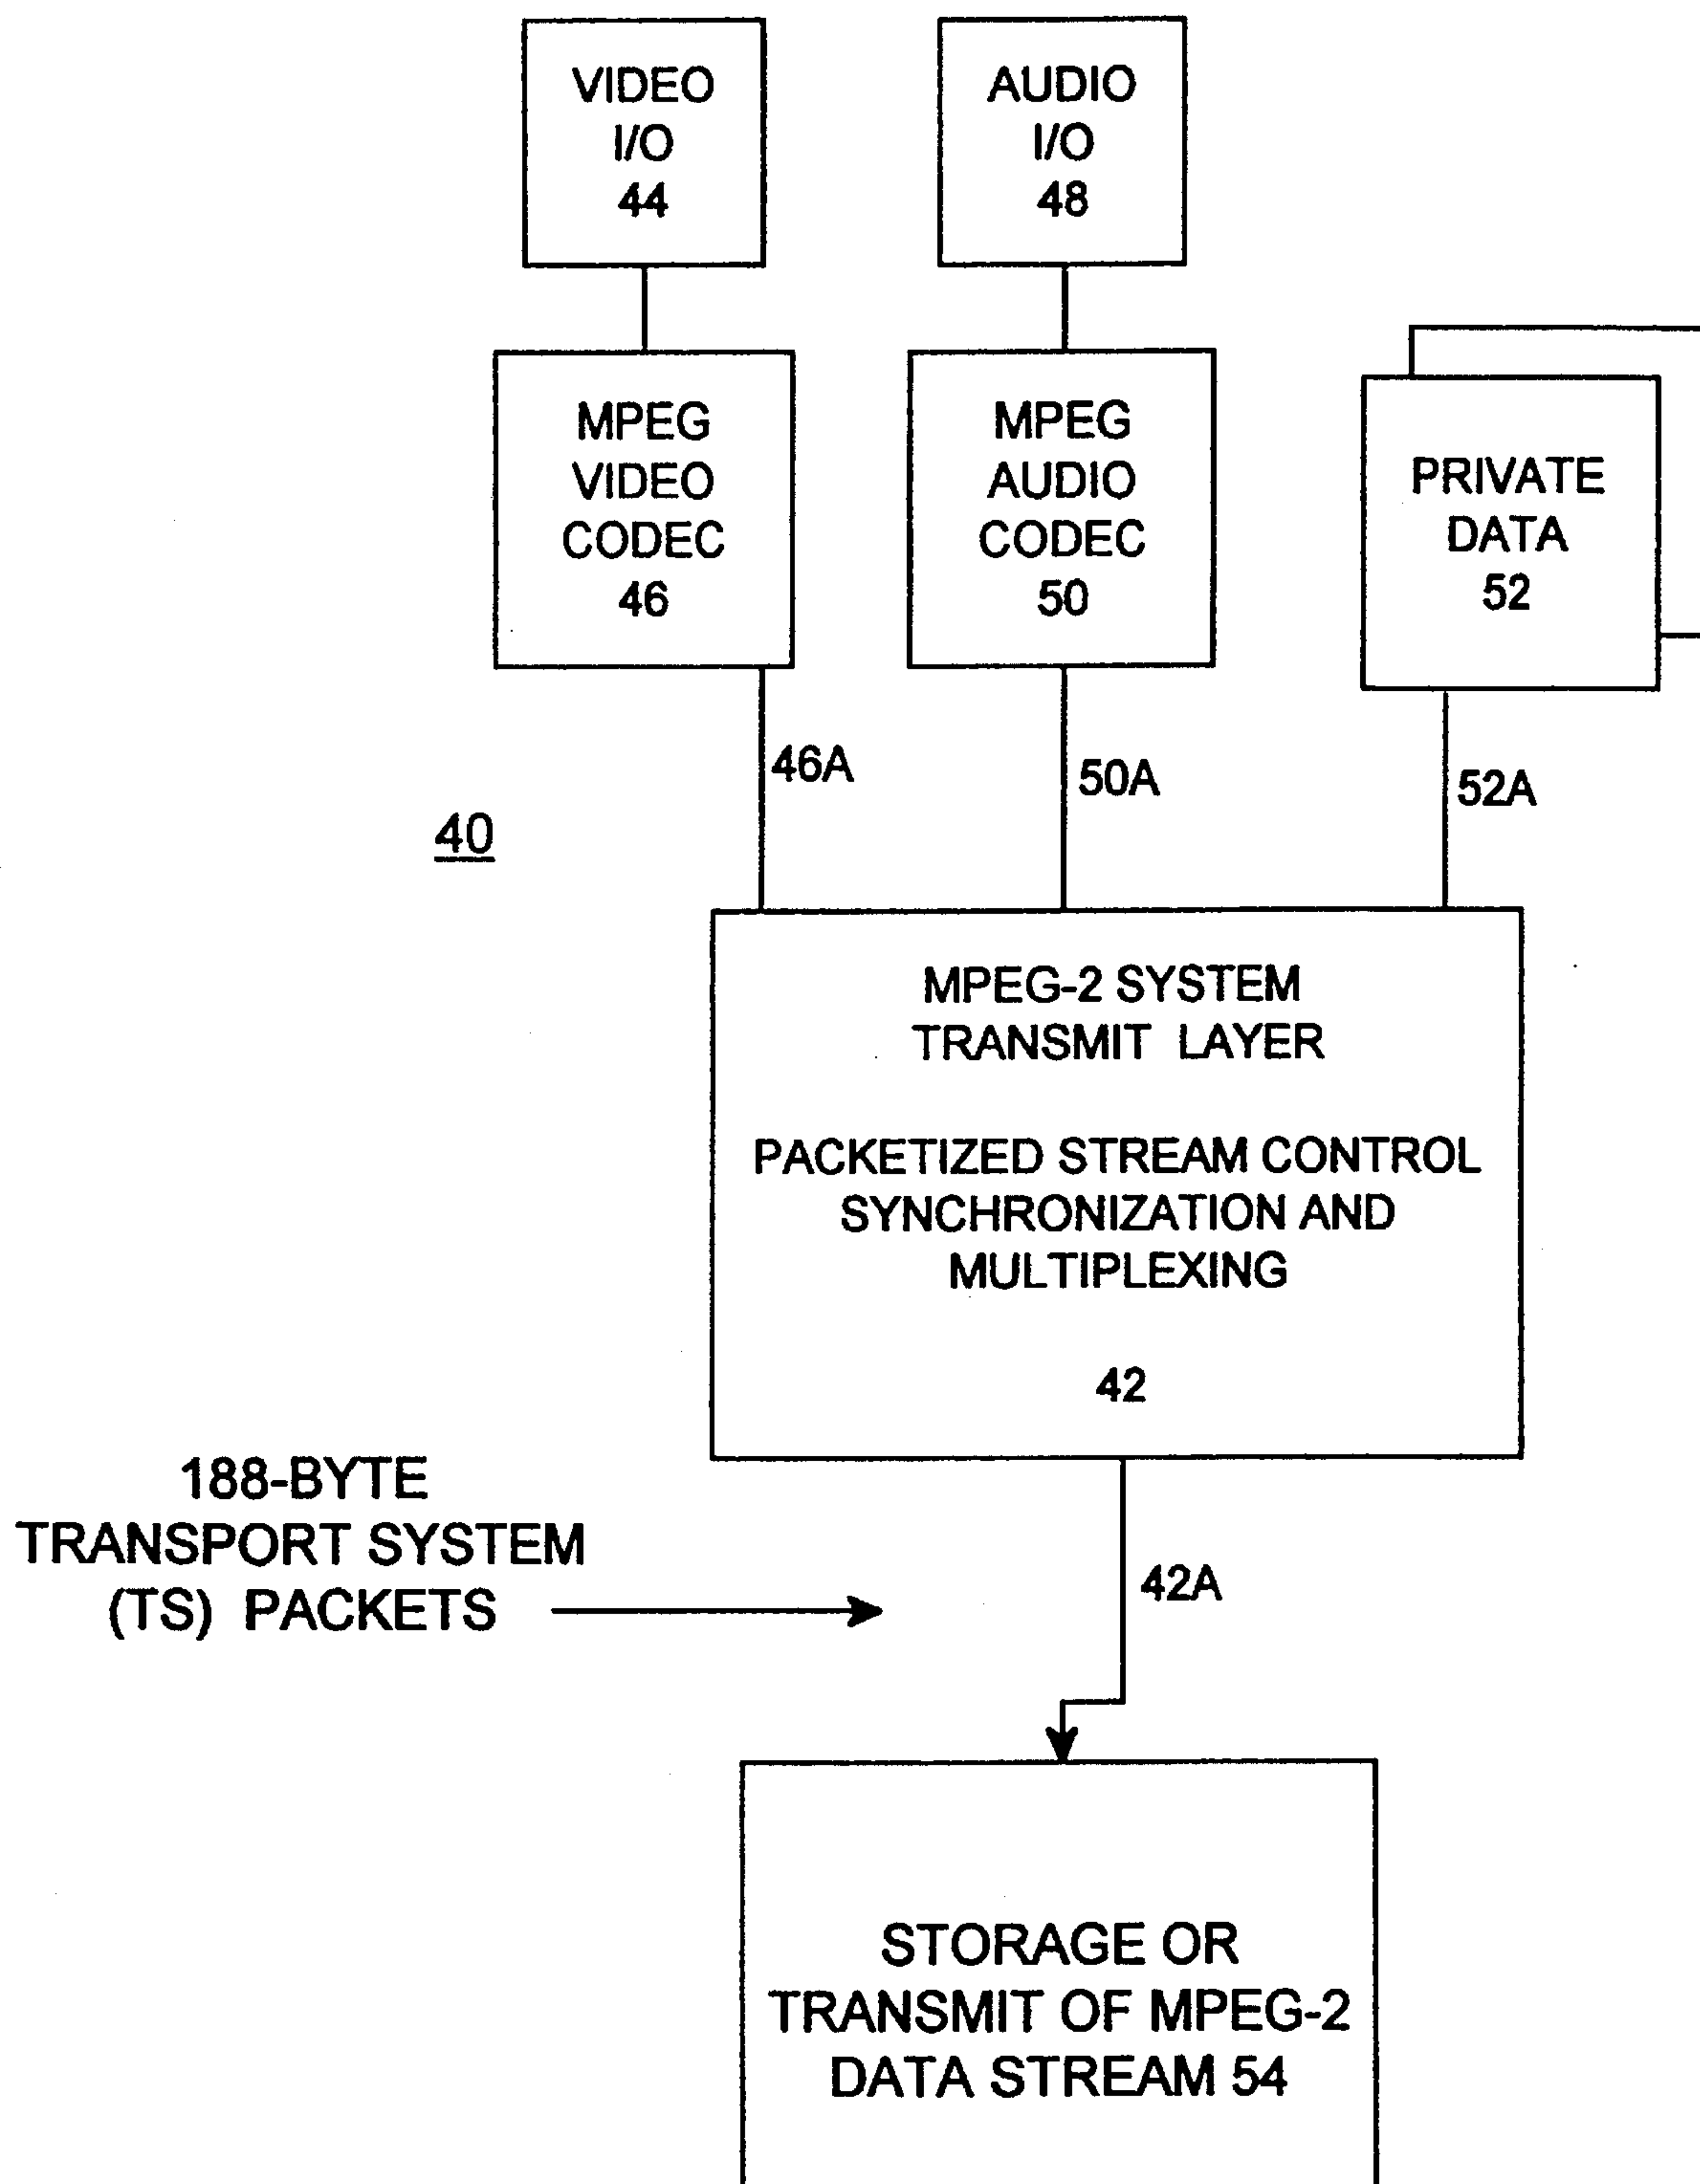 VIDEO
I/O
44
AUDIO
I/O
48
MPEG
VIDEO
CODEC
46
MPEG
AUDIO
CODEC
50
PRIVATE
DATA
52
46A
50A
52A
40
MPEG-2 SYSTEM
TRANSMIT LAYER
PACKETIZED STREAM CONTROL
SYNCHRONIZATION AND
MULTIPLEXING
42
188-BYTE
TRANSPORT SYSTEM
(TS) PACKETS
42A
STORAGE OR
TRANSMIT OF MPEG-2
DATA STREAM 54